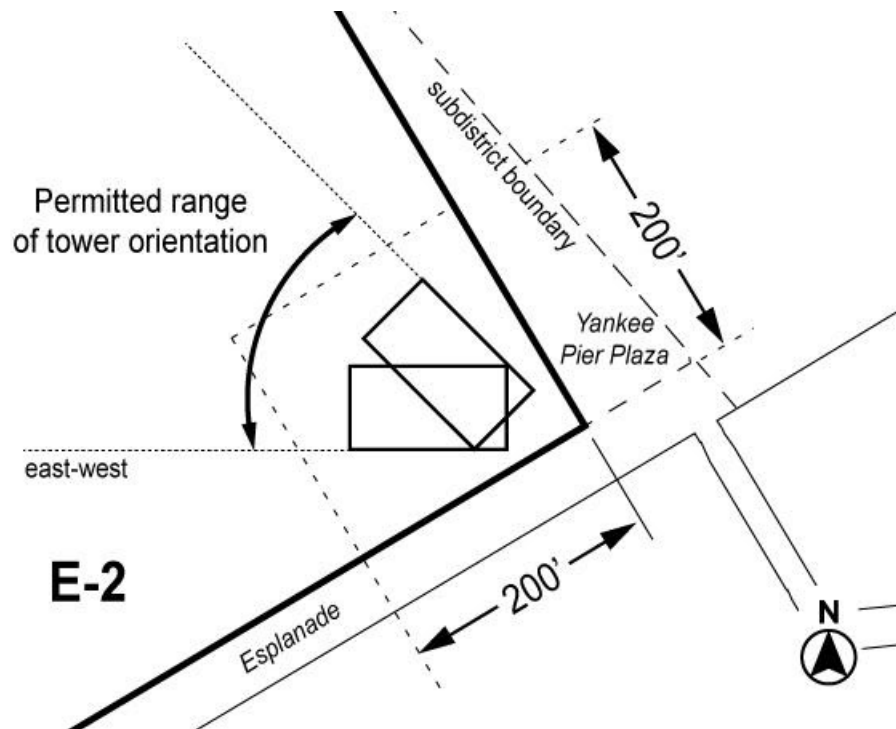 subdistrict boundary
Permitted range
of tower orientation
200'
Yankee
Pier Plaza
east-west
E-2
200'
Esplanade
N